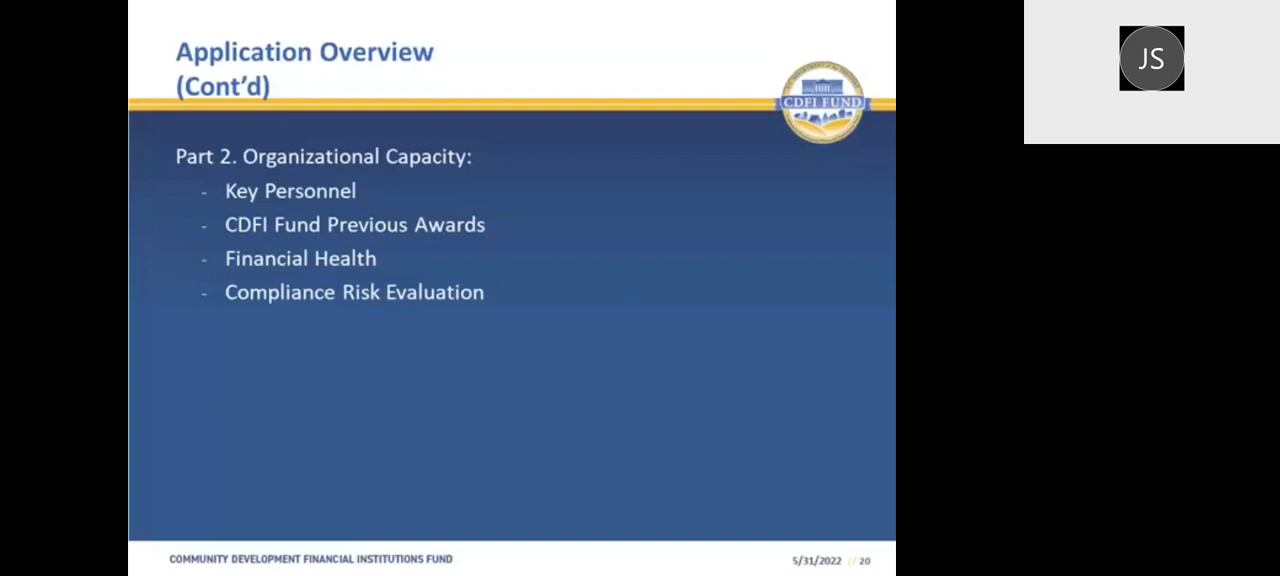 Application Overview
(Cont'd)
JS
CDFI FUND
Part 2. Organizational Capacity:
- Key Personnel
- CDFI Fund Previous Awards
- Financial Health
- Compliance Risk Evaluation
COMMUNITY DEVELOPMENT FINANCIAL INSTITUTIONS FUND
5/31/2022 // 20